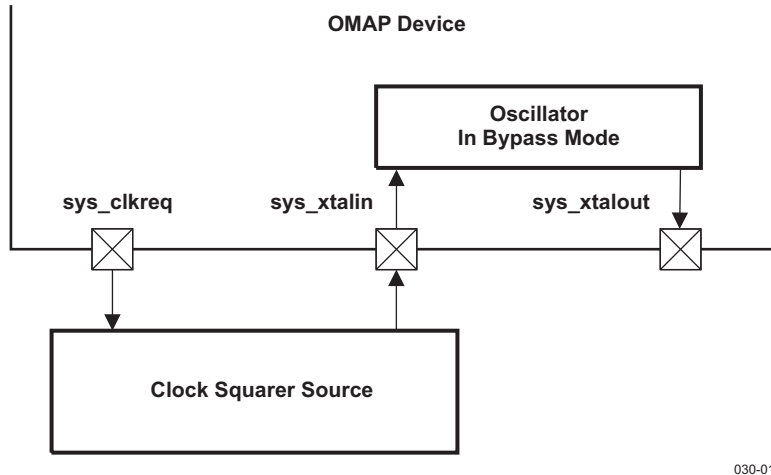 OMAP Device
Oscillator
In Bypass Mode
sys_clkreq
sys_xtalin
sys_xtalout
Clock Squarer Source